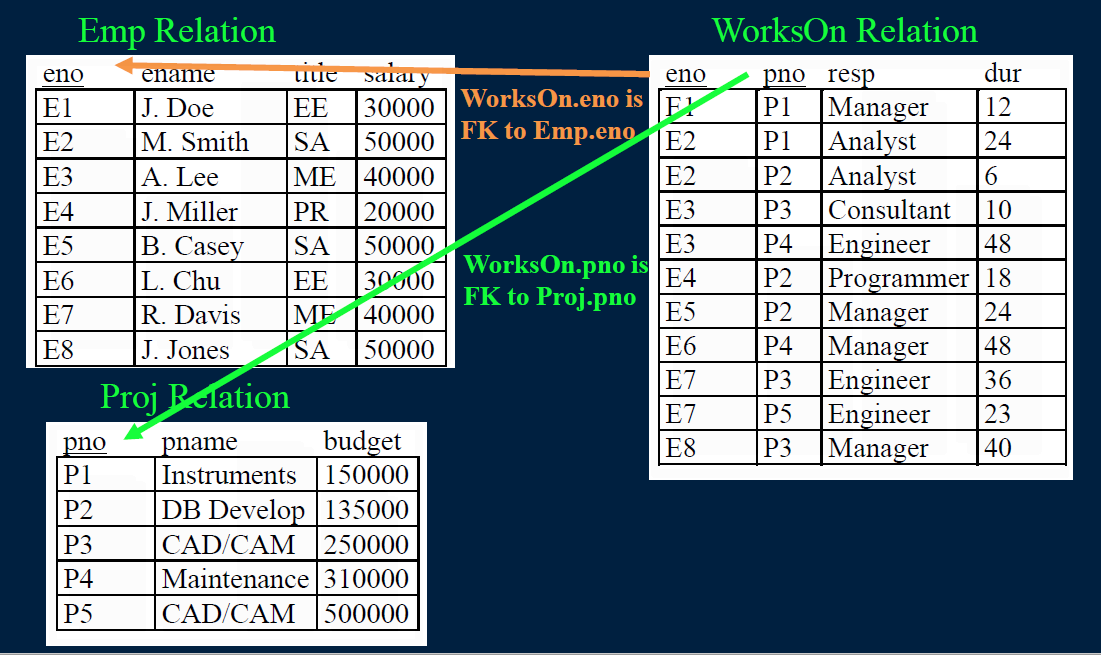 Emp Relation
eno ename title salary
E1 J. Doe EE 30000
E2 M. Smith SA 50000
E3 A. Lee ME 40000
E4 J. Miller PR 20000
E5 B. Casey SA 50000
E6 L. Chu EE 30000
E7 R. Davis ME 40000
E8 J. Jones SA 50000
WorksOn.eno is
FK to Emp.eno
WorksOn.pno is
FK to Proj.pno
WorksOn Relation
eno pno resp dur
E1 P1 Manager 12
E2 P1 Analyst 24
E2 P2 Analyst 6
E3 P3 Consultant 10
E3 P4 Engineer 48
E4 P2 Programmer 18
E5 P2 Manager 24
E6 P4 Manager 48
E7 P3 Engineer 36
E7 P5 Engineer 23
E8 P3 Manager 40
Proj Relation
pno pname budget
P1 Instruments 150000
P2 DB Develop 135000
P3 CAD/CAM 250000
P4 Maintenance 310000
P5 CAD/CAM 500000